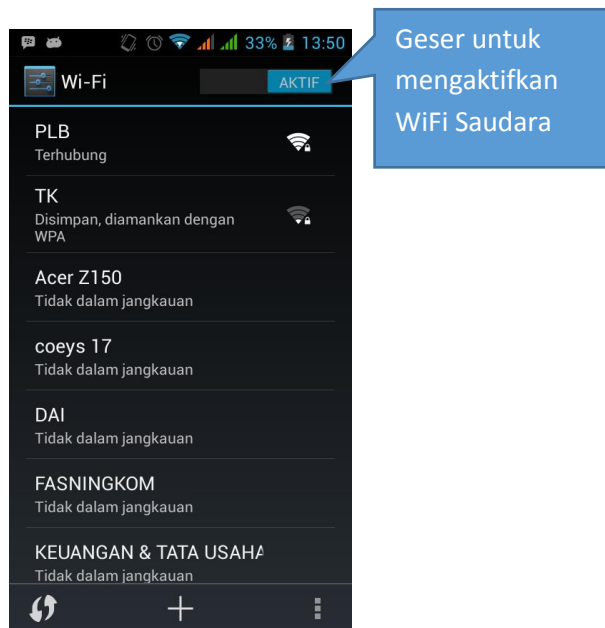 33% 13:50
Wi-Fi
AKTIF
Geser untuk
mengaktifkan
WiFi Saudara
PLB
Terhubung
TK
Disimpan, diamankan dengan
WPA
Acer Z150
Tidak dalam jangkauan
coeys 17
Tidak dalam jangkauan
DAI
Tidak dalam jangkauan
FASNINGKOM
Tidak dalam jangkauan
KEUANGAN & TATA USAHA
Tidak dalam jangkauan